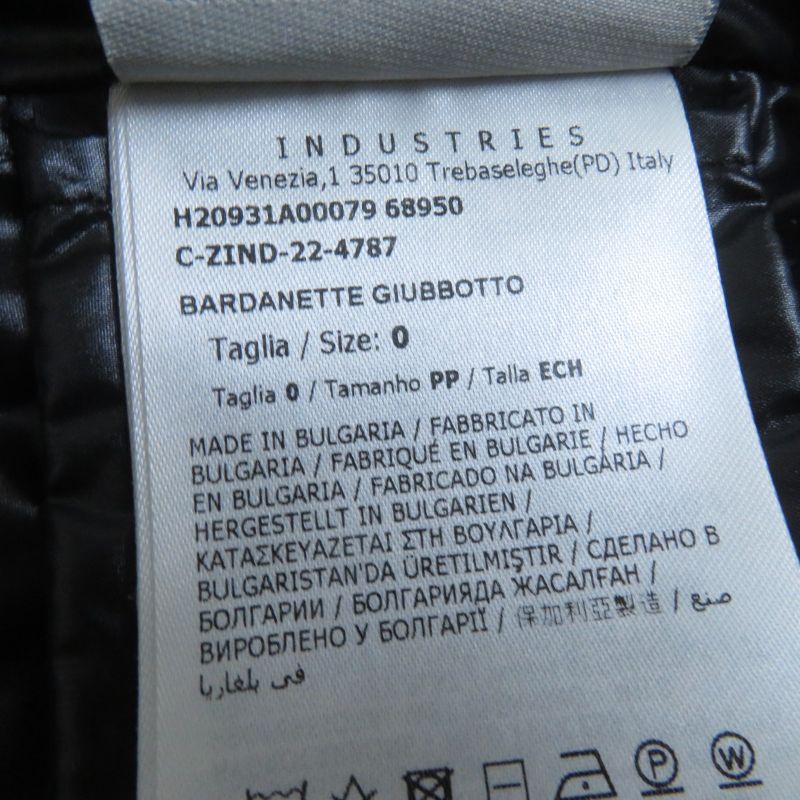 INDUSTRIES
Via Venezia,1 35010 Trebaseleghe(PD) Italy
H20931A00079 68950
C-ZIND-22-4787
BARDANETTE GIUBBOTTO
Taglia / Size: 0
Taglia 0 / Tamanho PP / Talla ECH
MADE IN BULGARIA / FABBRICATO IN
BULGARIA / FABRIQUÉ EN BULGARIE / HECHO
EN BULGARIA / FABRICADO NA BULGÁRIA /
HERGESTELLT IN BULGARIEN /
ΚΑΤΑΣΚΕΥΑΖΕΤΑΙ ΣΤΗ ΒΟΥΛΓΑΡΙΑ /
BULGARISTAN'DA ÜRETILMIŞTIR / СДЕЛАНО В
БОЛГАРИИ / БОЛГАРИЯДА ЖАСАЛҒАН /
ВИРОБЛЕНО У БОЛГАРІЇ / 保加利亞製造 / صنع
في بلغاريا
P W